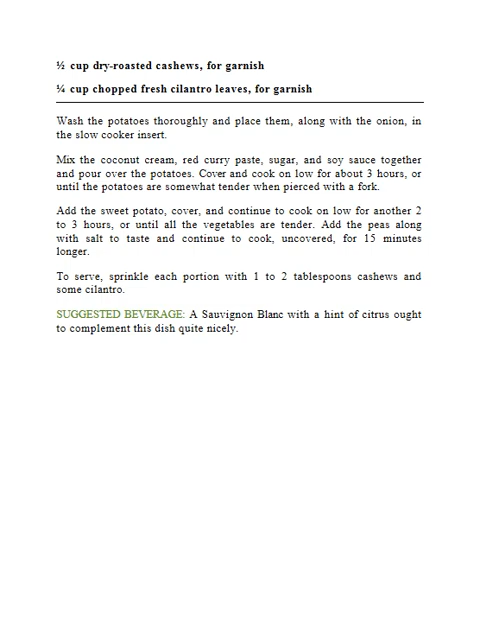 ½ cup dry-roasted cashews, for garnish
¼ cup chopped fresh cilantro leaves, for garnish
Wash the potatoes thoroughly and place them, along with the onion, in
the slow cooker insert.
Mix the coconut cream, red curry paste, sugar, and soy sauce together
and pour over the potatoes. Cover and cook on low for about 3 hours, or
until the potatoes are somewhat tender when pierced with a fork.
Add the sweet potato, cover, and continue to cook on low for another 2
to 3 hours, or until all the vegetables are tender. Add the peas along
with salt to taste and continue to cook, uncovered, for 15 minutes
longer.
To serve, sprinkle each portion with 1 to 2 tablespoons cashews and
some cilantro.
SUGGESTED BEVERAGE: A Sauvignon Blanc with a hint of citrus ought
to complement this dish quite nicely.